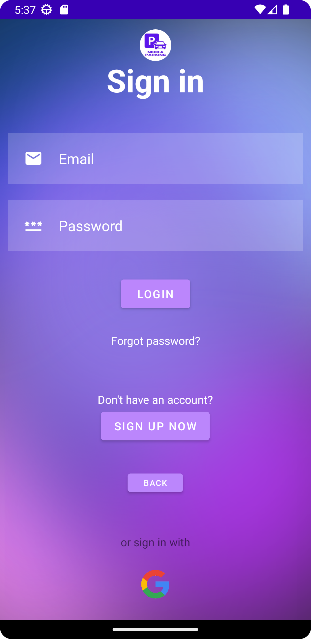 5:37
P
Sign in
Email
***
Password
LOGIN
Forgot password?
Don't have an account?
SIGN UP NOW
BACK
or sign in with
G